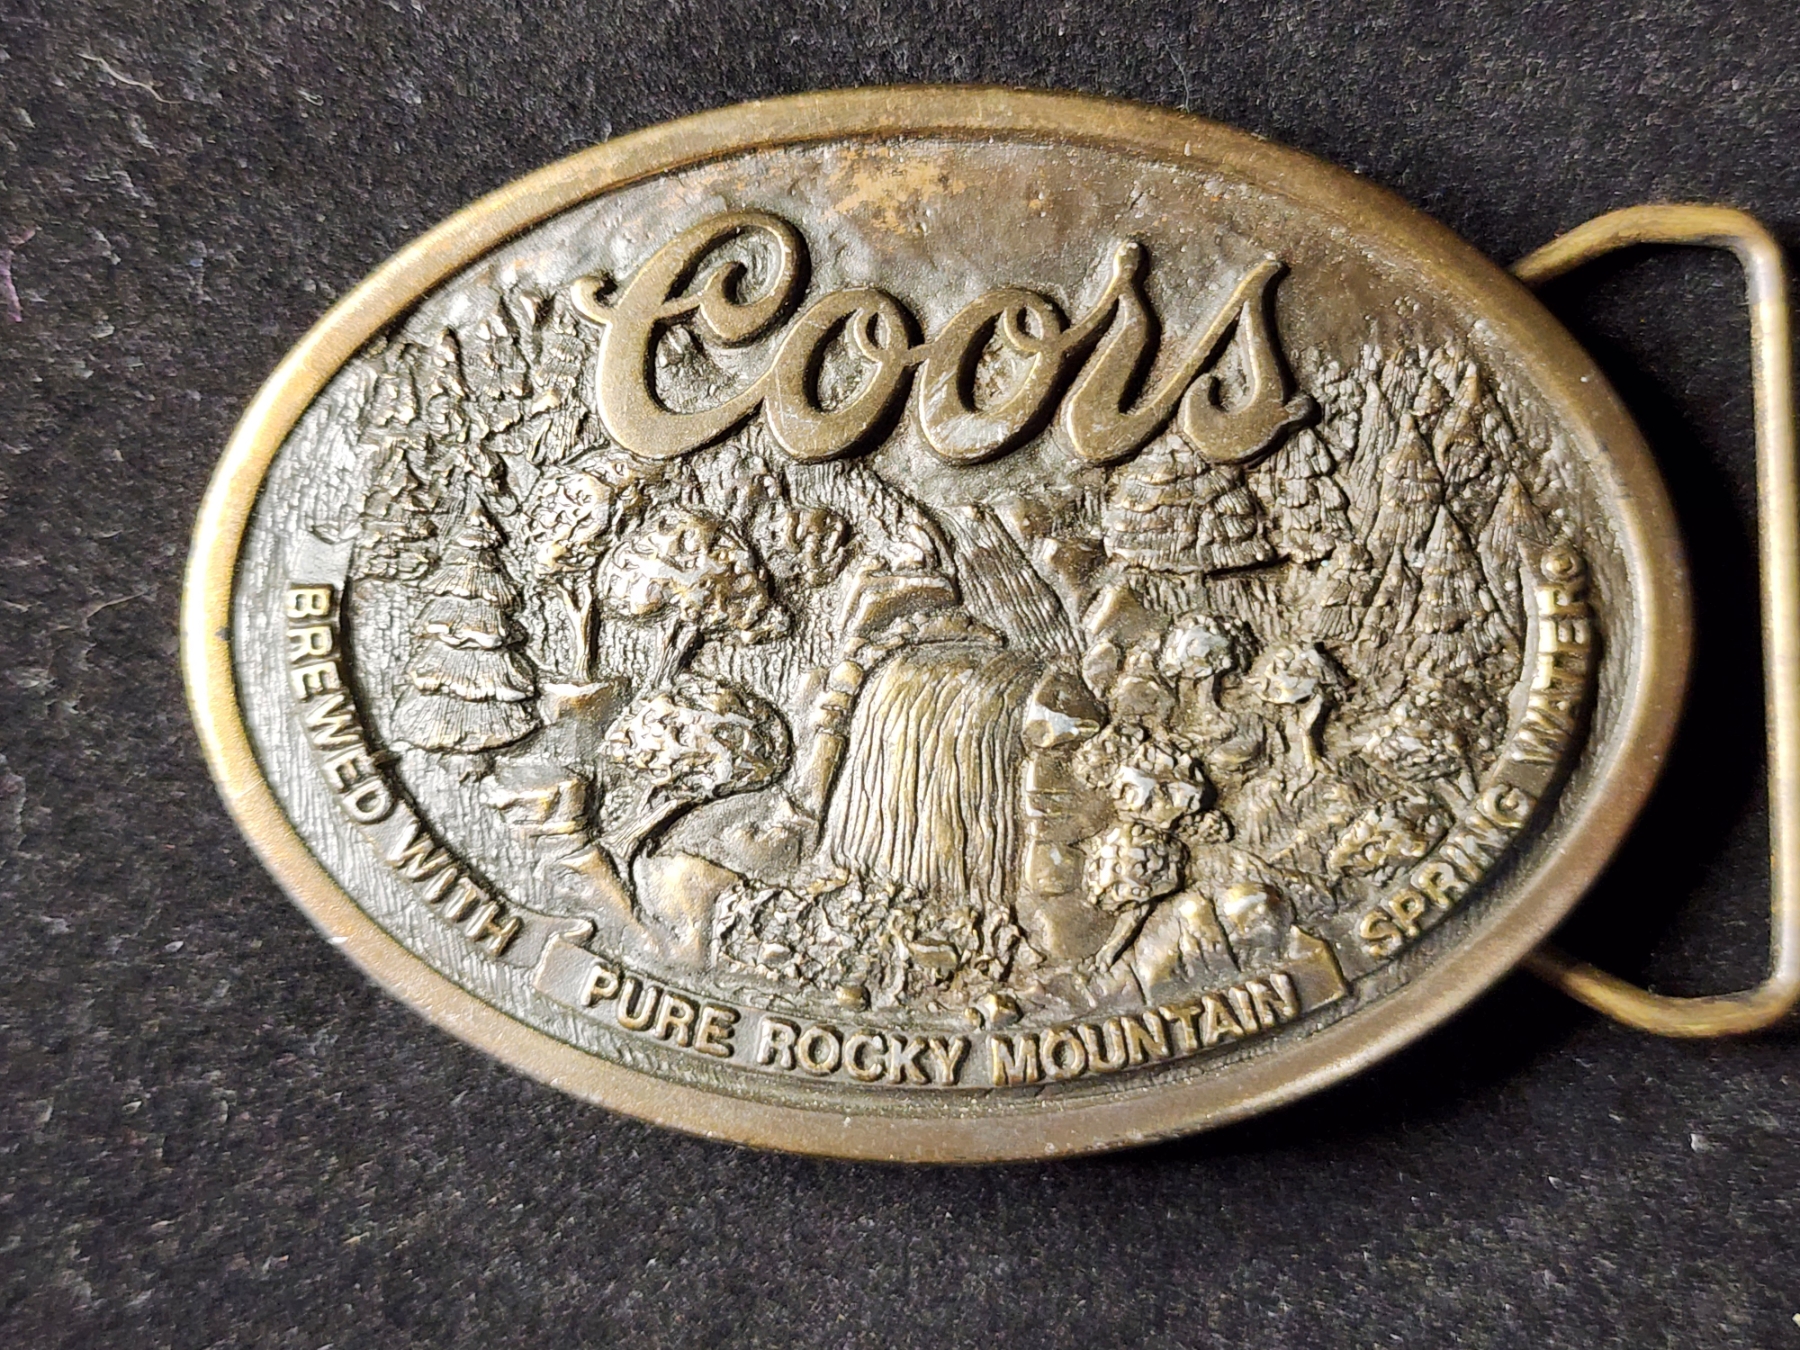 Coors
BREWED WITH
PURE ROCKY MOUNTAIN
SPRING WATER